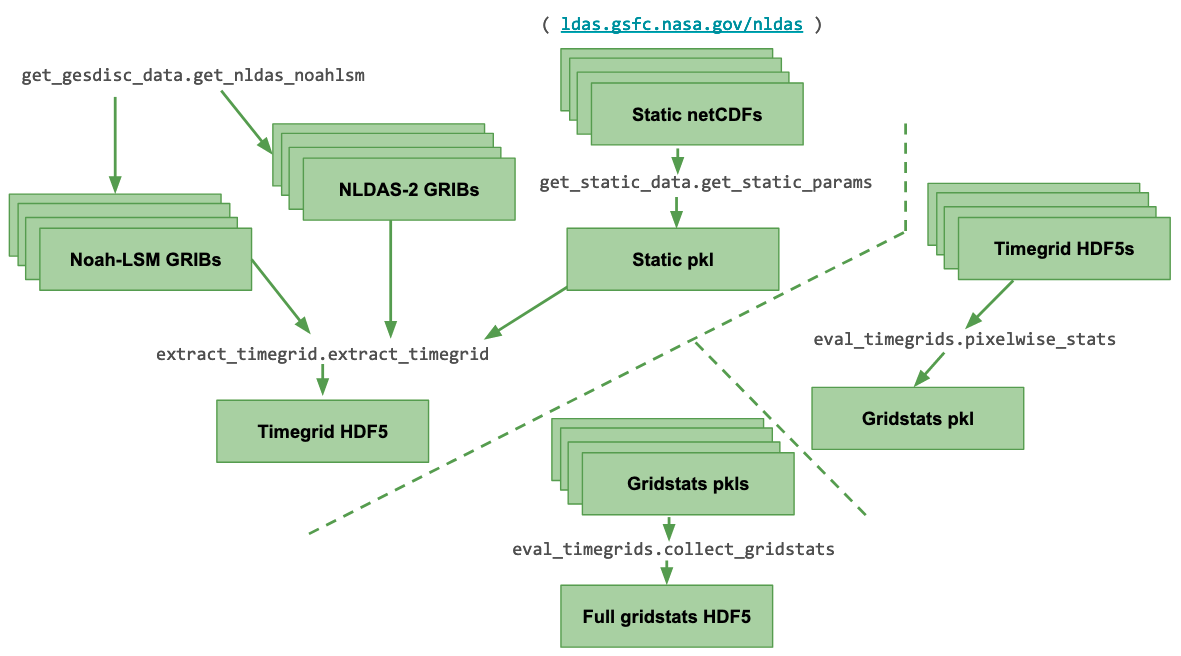 ( ldas.gsfc.nasa.gov/nldas )
get_gesdisc_data.get_nldas_noahlsm
Static netCDFs
NLDAS-2 GRIBs
get_static_data.get_static_params
Noah-LSM GRIBs
Static pkl
Timegrid HDF5s
extract_timegrid.extract_timegrid
eval_timegrids.pixelwise_stats
Timegrid HDF5
Gridstats pkl
Gridstats pkls
eval_timegrids.collect_gridstats
Full gridstats HDF5